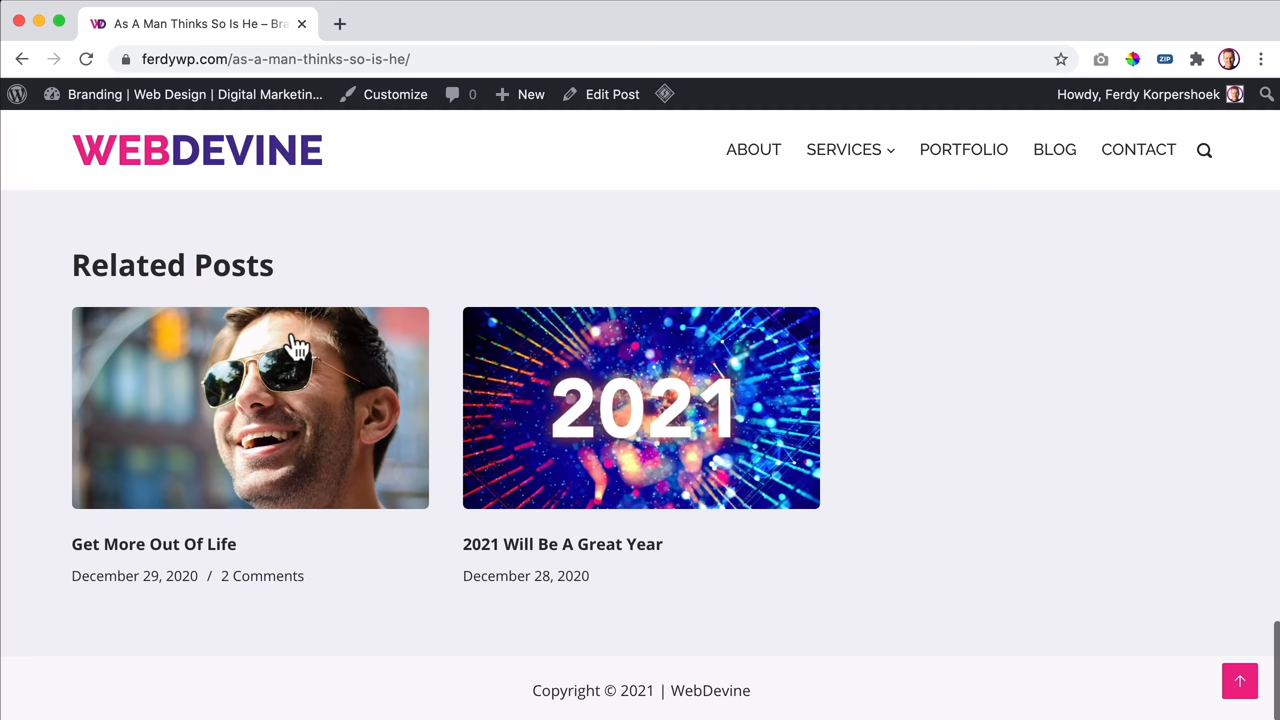 As A Man Thinks So Is He – Bra
ferdywp.com/as-a-man-thinks-so-is-he/
ZIP
Branding | Web Design | Digital Marketin... Customize 0 New Edit Post Howdy, Ferdy Korpershoek
WEBDEVINE ABOUT SERVICES PORTFOLIO BLOG CONTACT
Related Posts
2021
Get More Out Of Life
2021 Will Be A Great Year
December 29, 2020 / 2 Comments
December 28, 2020
Copyright © 2021 | WebDevine